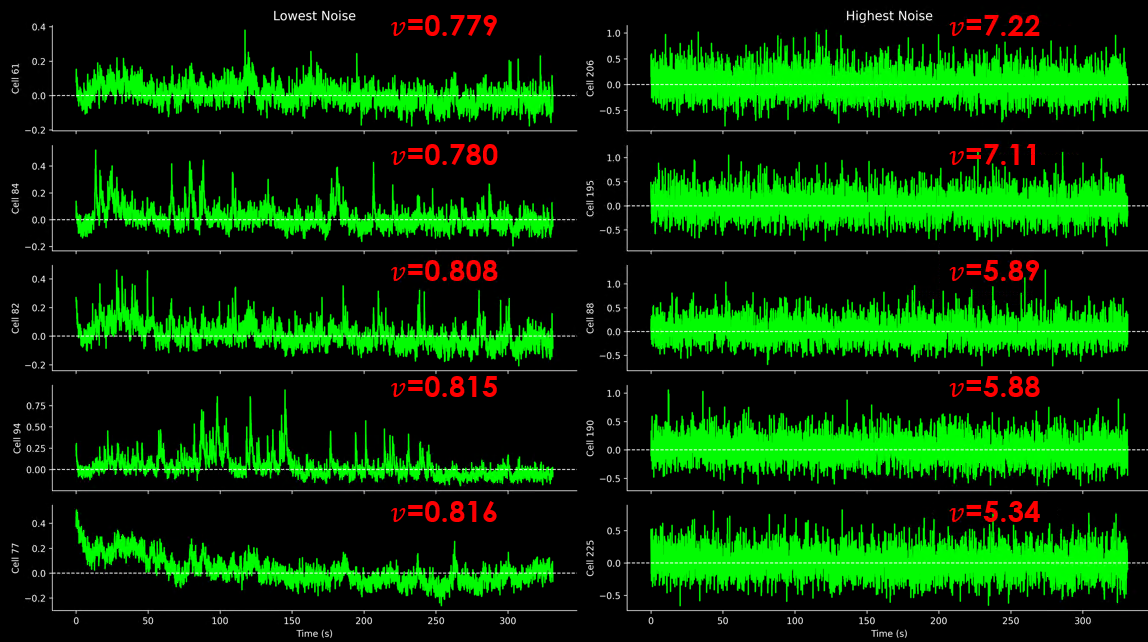 Lowest Noise
𝜈=0.779
0.4
0.2
0.0
−0.2
Cell 61
𝜈=0.780
0.4
0.2
0.0
−0.2
Cell 84
𝜈=0.808
0.4
0.2
0.0
−0.2
Cell 82
𝜈=0.815
0.75
0.50
0.25
0.00
Cell 94
𝜈=0.816
0.4
0.2
0.0
−0.2
Cell 77
0 50 100 150 200 250 300
Time (s)
Highest Noise
𝜈=7.22
1.0
0.5
0.0
−0.5
Cell 206
𝜈=7.11
1.0
0.5
0.0
−0.5
Cell 195
𝜈=5.89
1.0
0.5
0.0
−0.5
Cell 88
𝜈=5.88
1.0
0.5
0.0
−0.5
Cell 190
𝜈=5.34
0.5
0.0
−0.5
Cell 225
0 50 100 150 200 250 300
Time (s)